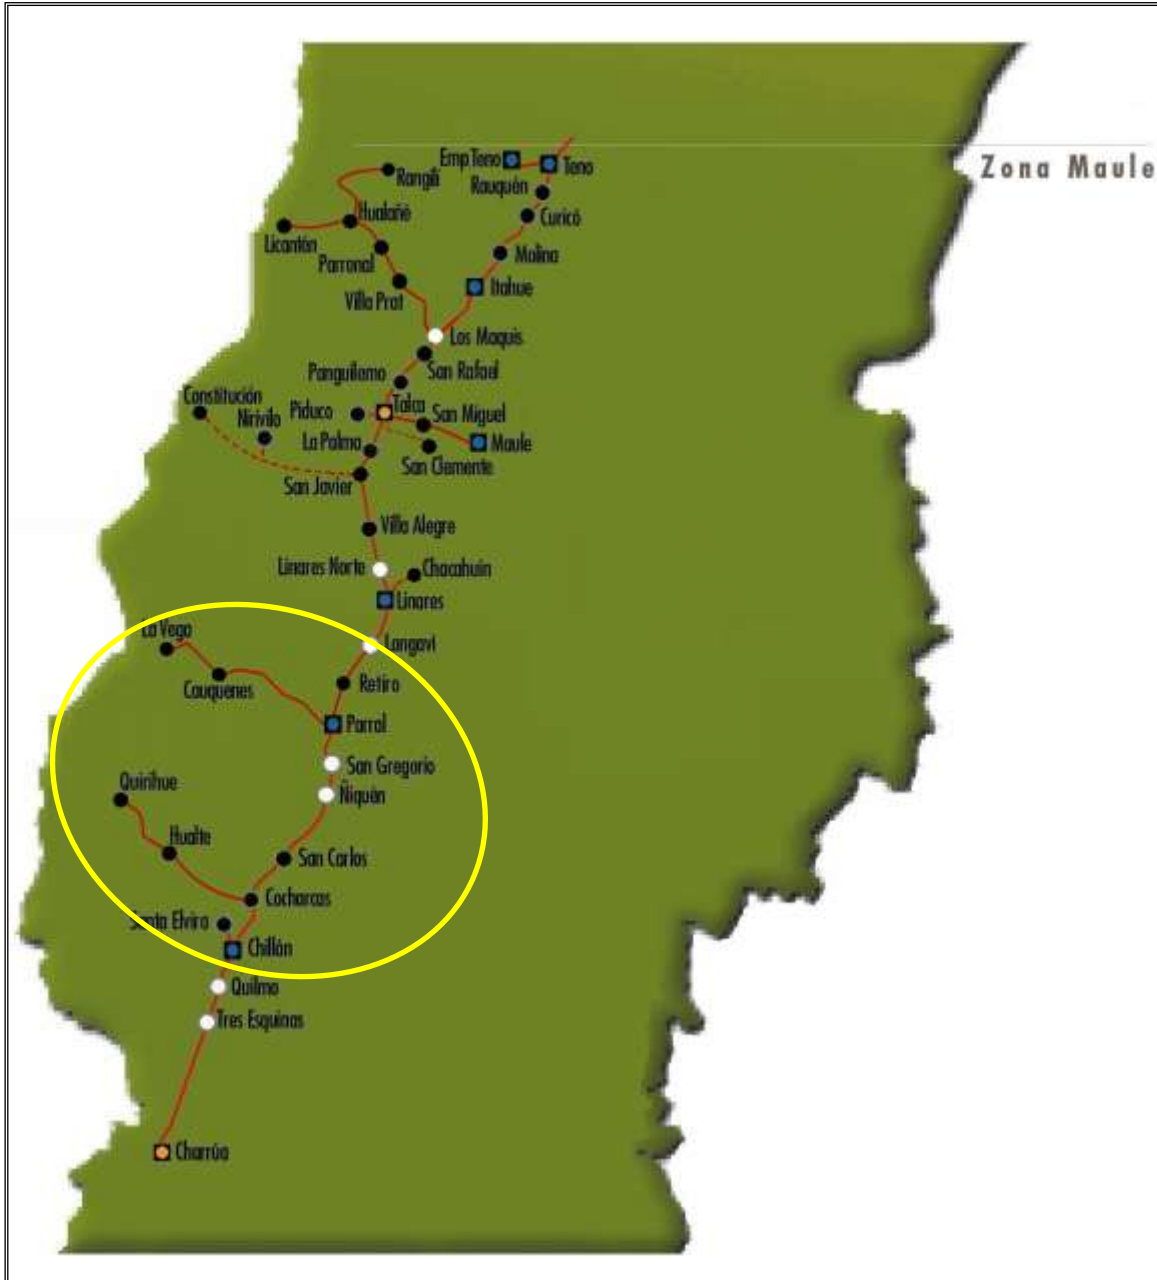 Emp Teno
Teno
Zona Maule
Rangili
Rauquén
Hualañé
Curicó
Licantén
Parronal
Molina
Itahue
Villa Prat
Los Maquis
San Rafael
Panguilemo
Constitución
Talca
Piduco
San Miguel
Nirivilo
La Palma
Maule
San Clemente
San Javier
Villa Alegre
Linares Norte
Chacahuin
Linares
La Vega
Longaví
Cauquenes
Retiro
Parral
San Gregorio
Quirihue
Ñiquén
Hualte
San Carlos
Cocharcas
Santa Elvira
Chillán
Quilmo
Tres Esquinas
Charrúa